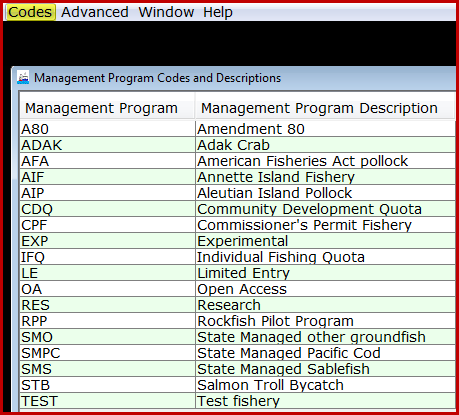 Codes Advanced Window Help
Management Program Codes and Descriptions
Management Program Management Program Description
A80 Amendment 80
ADAK Adak Crab
AFA American Fisheries Act pollock
AIF Annette Island Fishery
AIP Aleutian Island Pollock
CDQ Community Development Quota
CPF Commissioner's Permit Fishery
EXP Experimental
IFQ Individual Fishing Quota
LE Limited Entry
OA Open Access
RES Research
RPP Rockfish Pilot Program
SMO State Managed other groundfish
SMPC State Managed Pacific Cod
SMS State Managed Sablefish
STB Salmon Troll Bycatch
TEST Test fishery